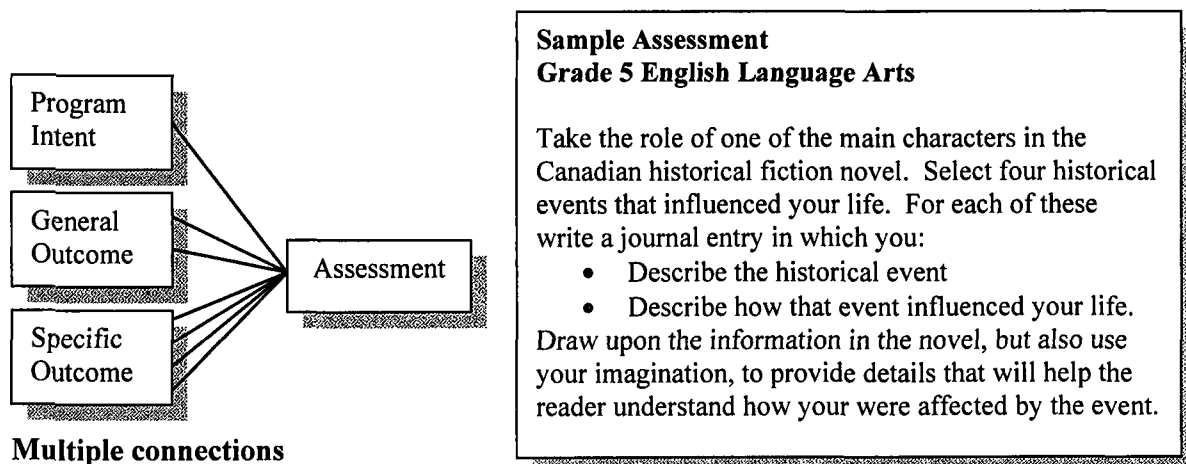 Program
Intent
General
Outcome
Specific
Outcome
Assessment
Multiple connections
Sample Assessment
Grade 5 English Language Arts
Take the role of one of the main characters in the
Canadian historical fiction novel. Select four historical
events that influenced your life. For each of these
write a journal entry in which you:
• Describe the historical event
• Describe how that event influenced your life.
Draw upon the information in the novel, but also use
your imagination, to provide details that will help the
reader understand how your were affected by the event.